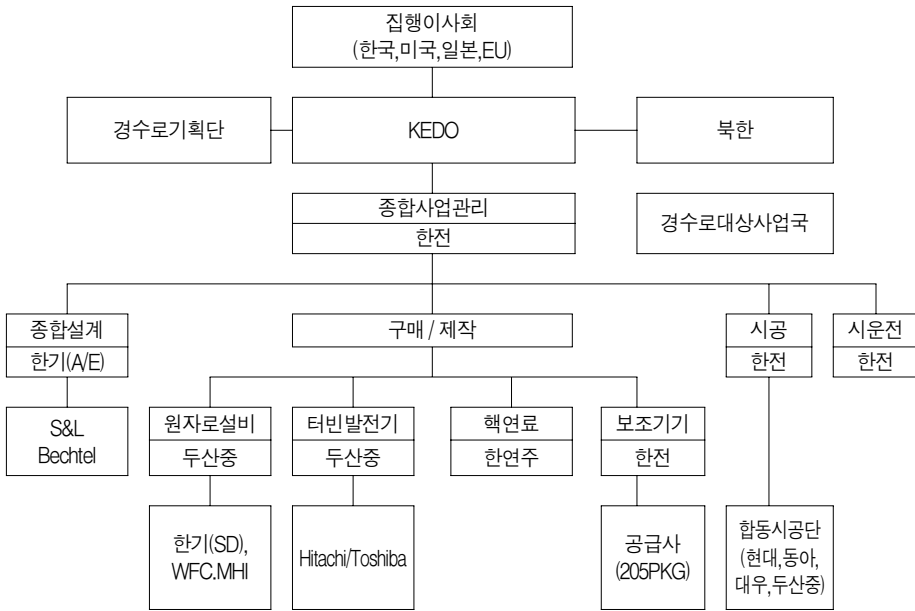 집행이사회
(한국,미국,일본,EU)
경수로기획단
KEDO
북한
종합사업관리
한전
경수로대상사업국
종합설계
한기(A/E)
구매 / 제작
시공
한전
시운전
한전
S&L
Bechtel
원자로설비
두산중
터빈발전기
두산중
핵연료
한연주
보조기기
한전
한기(SD),
WFC.MHI
Hitachi/Toshiba
공급사
(205PKG)
합동시공단
(현대,동아,
대우,두산중)